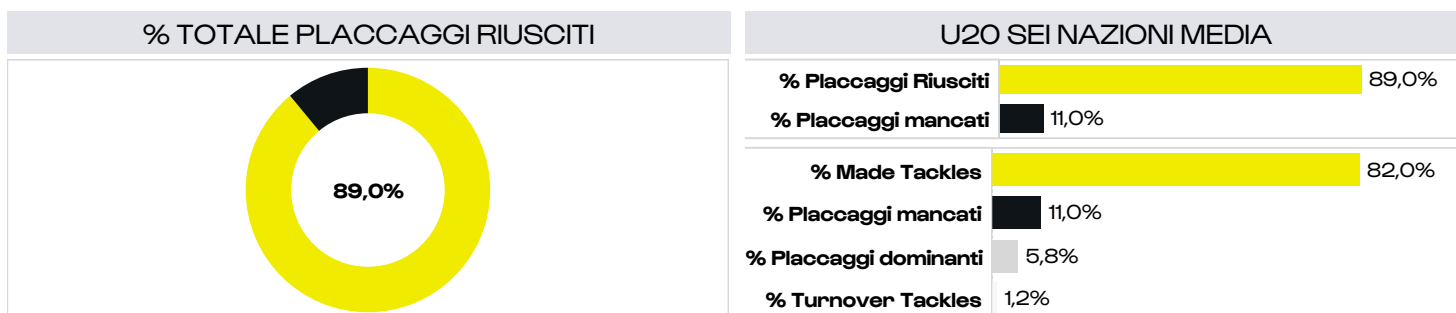 % TOTALE PLACCAGGI RIUSCITI
89,0%
U20 SEI NAZIONI MEDIA
% Placcaggi Riusciti 89,0%
% Placcaggi mancati 11,0%
% Made Tackles 82,0%
% Placcaggi mancati 11,0%
% Placcaggi dominanti 5,8%
% Turnover Tackles 1,2%